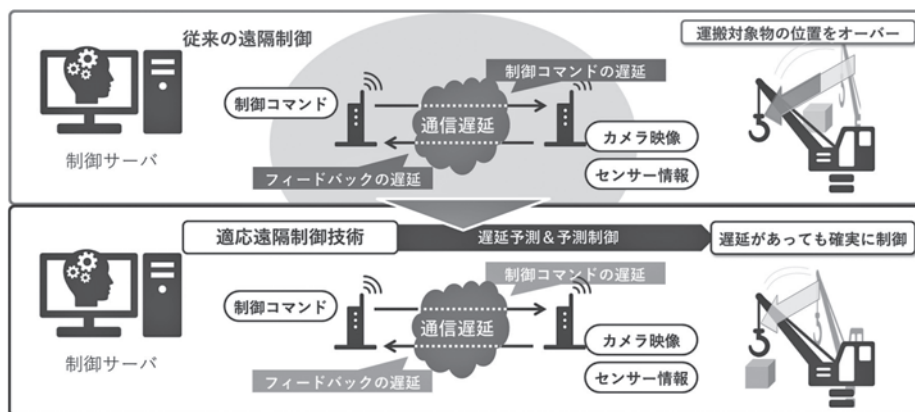 従来の遠隔制御
運搬対象物の位置をオーバー
制御コマンドの遅延
制御コマンド
通信遅延
カメラ映像
制御サーバ
フィードバックの遅延
センサー情報
適応遠隔制御技術
遅延予測＆予測制御
遅延があっても確実に制御
制御コマンドの遅延
制御コマンド
通信遅延
カメラ映像
制御サーバ
フィードバックの遅延
センサー情報